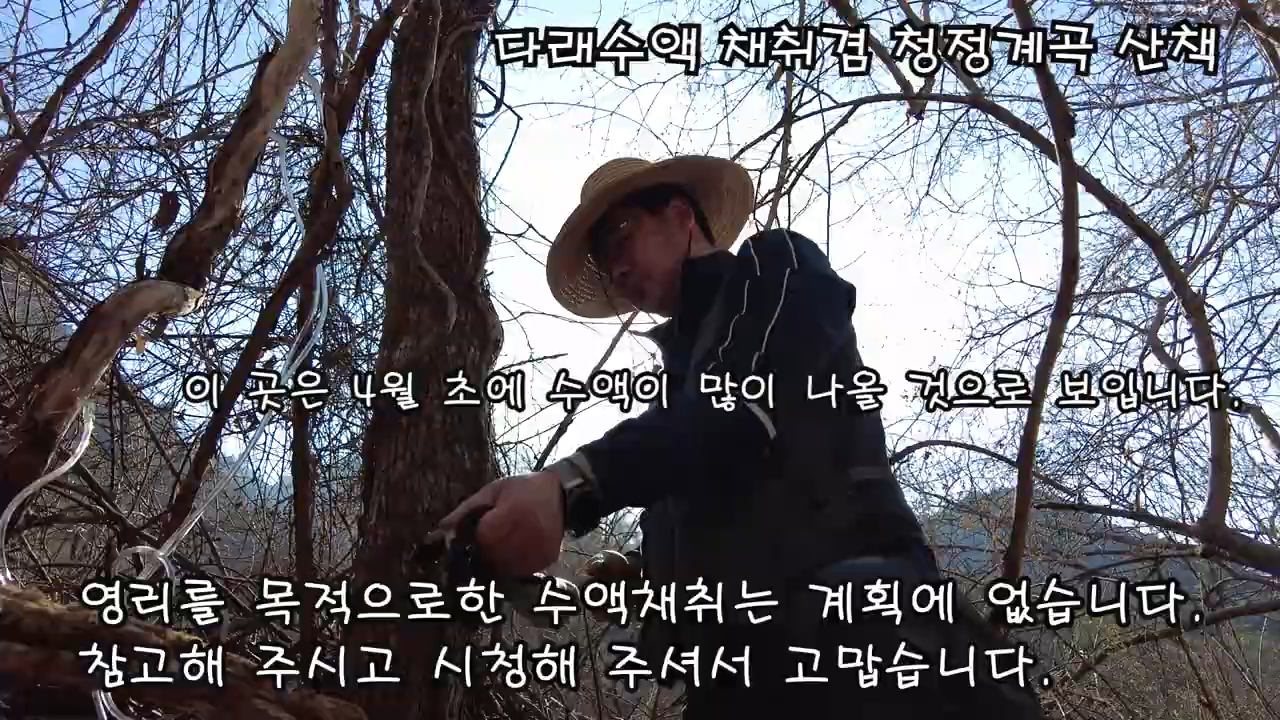 다래수액 채취겸 청정계곡 산책
이 곳은 4월 초에 수액이 많이 나올 것으로 보입니다.
영리를 목적으로한 수액채취는 계획에 없습니다.
참고해 주시고 시청해 주셔서 고맙습니다.